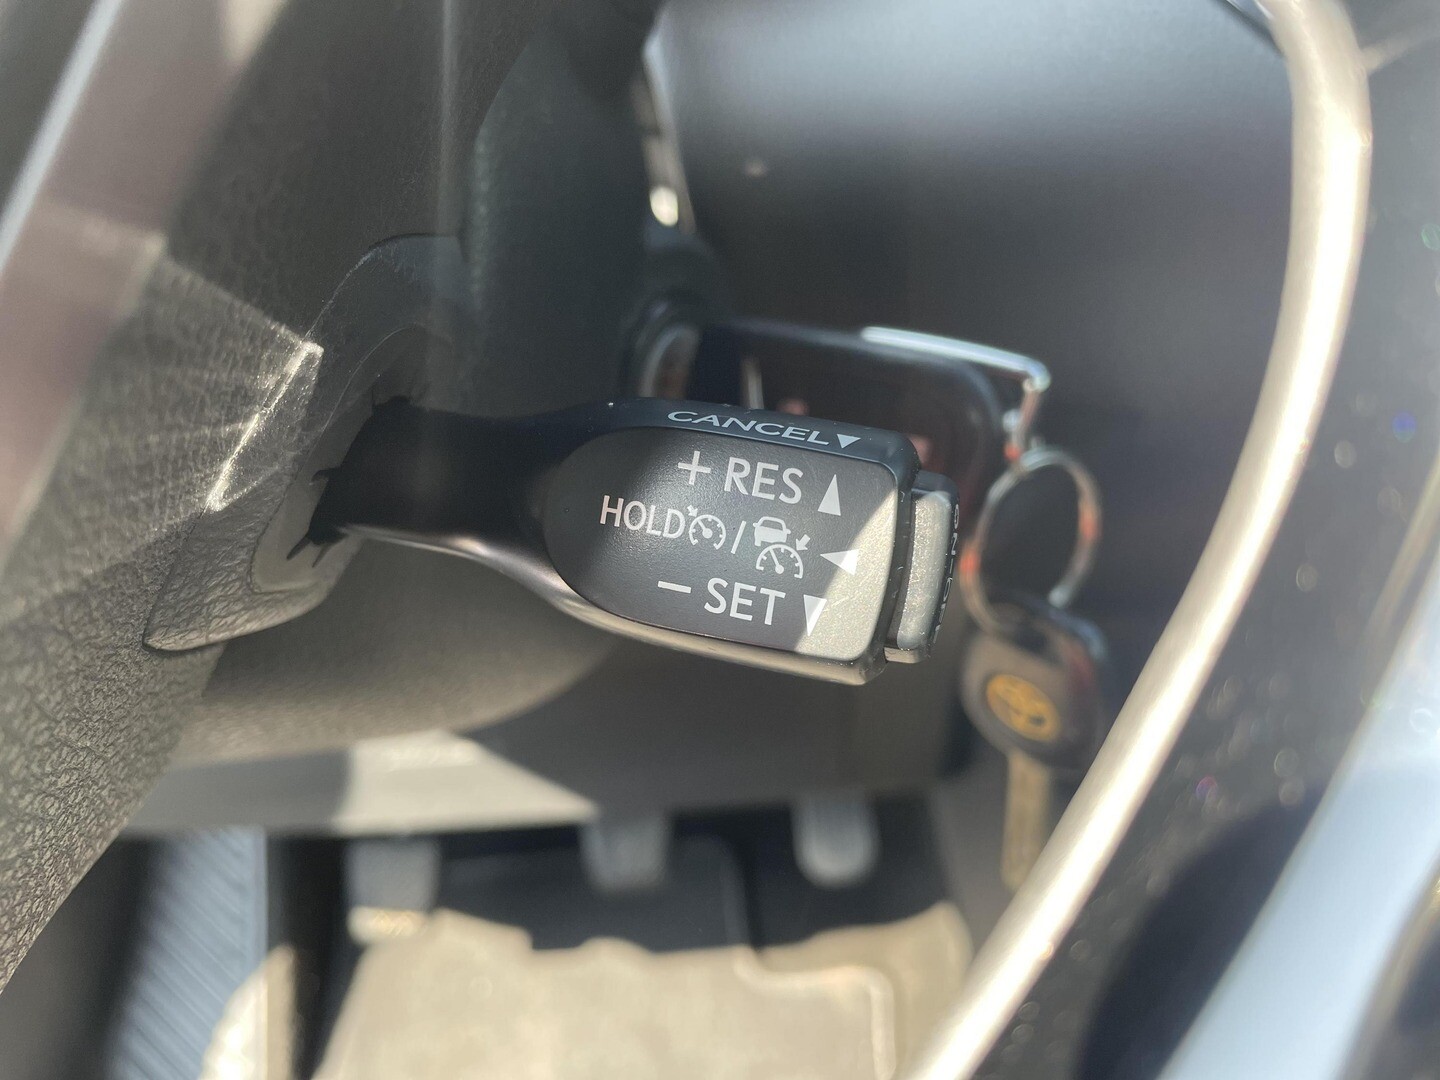 CANCEL▼
+ RES ▲
HOLD / ◀
− SET ▼